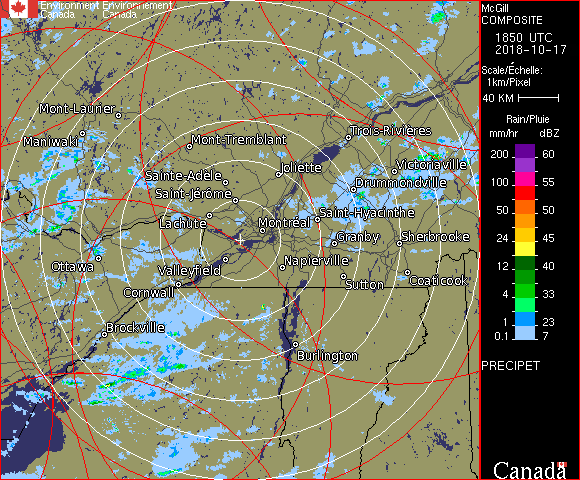 Environment Environnement
Canada Canada
Mont-Laurier
Maniwaki
Mont-Tremblant
Trois-Rivières
Joliette
Victoriaville
Sainte-Adèle
Drummondville
Saint-Jérôme
Lachute
Saint-Hyacinthe
Montréal
Granby
Sherbrooke
Ottawa
Valleyfield
Napierville
Sutton
Coaticook
Cornwall
Brockville
Burlington
McGill
COMPOSITE
1850 UTC
2018-10-17
Scale/Échelle:
1km/Pixel
40 KM
Rain/Pluie
mm/hr dBZ
200 60
57
100 55
50 50
24 45
12 40
4 33
1 23
0.1 7
PRECIPET
Canada